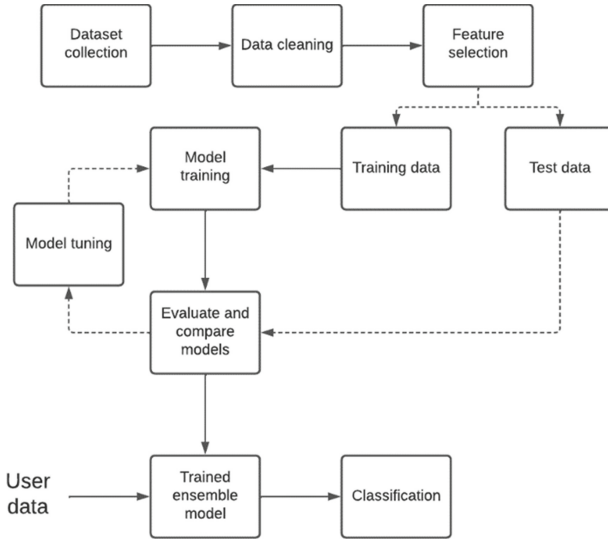 Dataset
collection
Data cleaning
Feature
selection
Model
training
Training data
Test data
Model tuning
Evaluate and
compare
models
User
data
Trained
ensemble
model
Classification